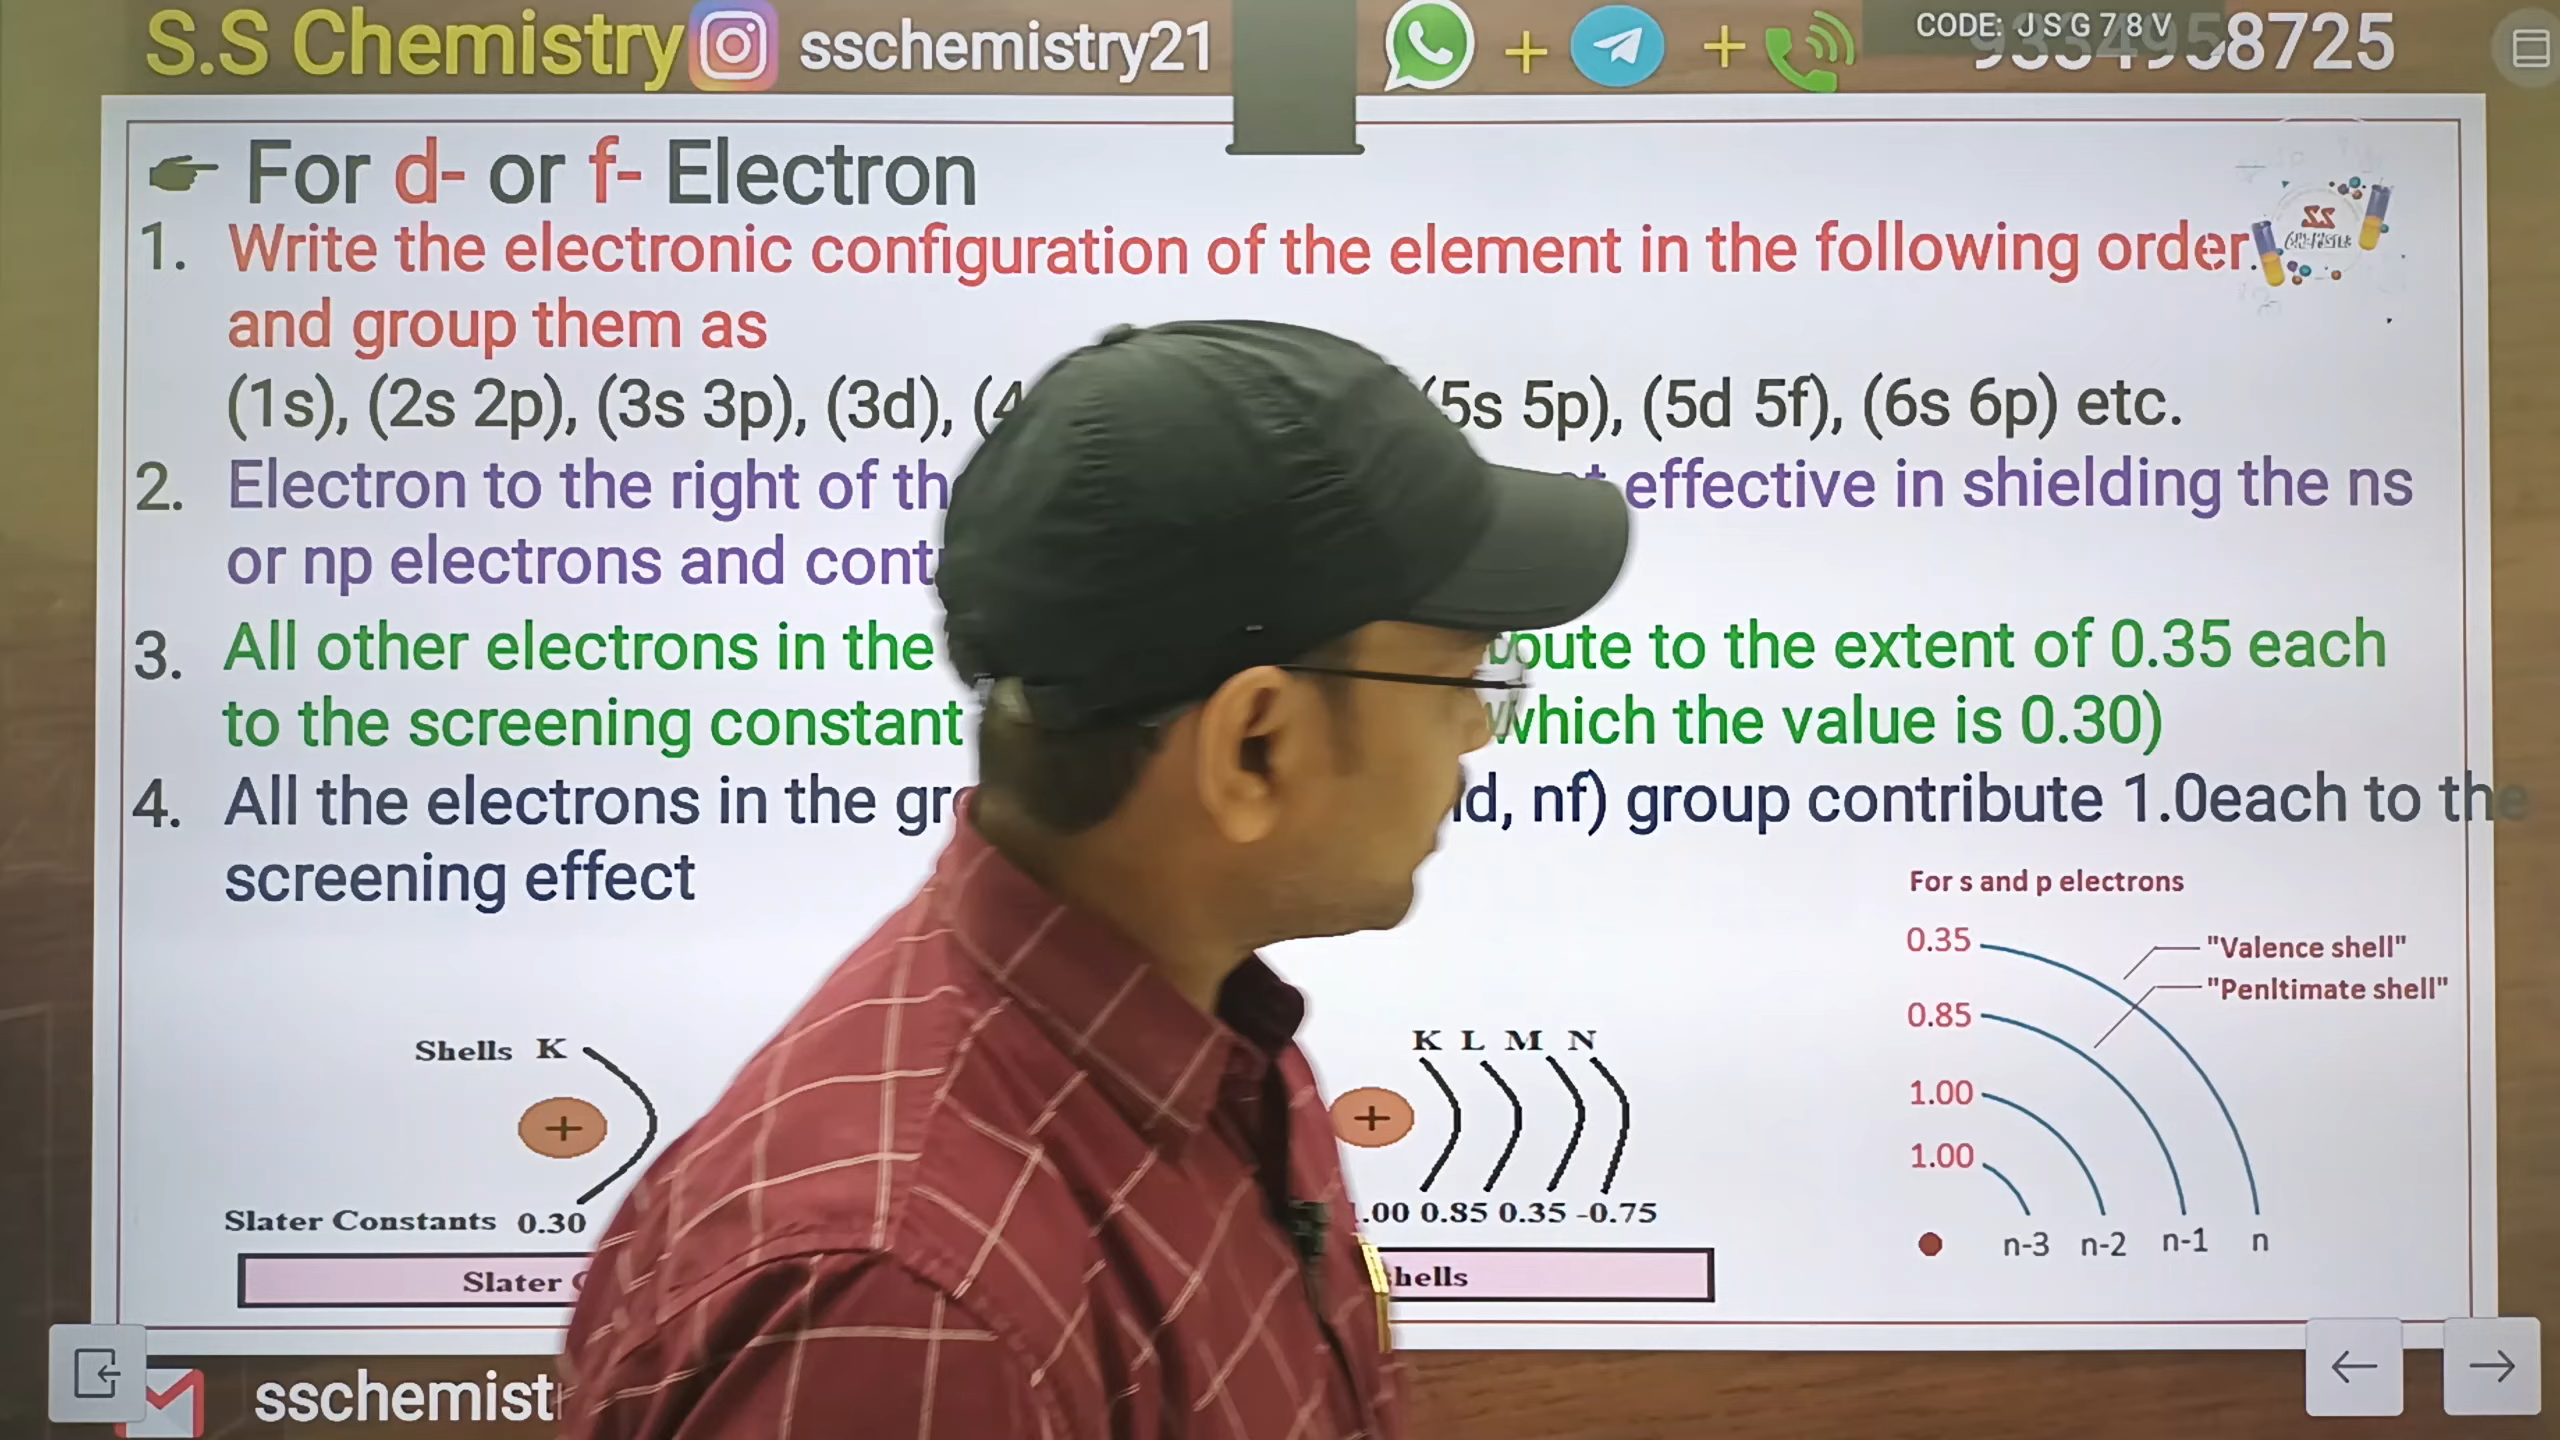 S.S Chemistry sschemistry21 + + CODE: JSG78V 9334958725
For d- or f- Electron
1. Write the electronic configuration of the element in the following order.
and group them as
(1s), (2s 2p), (3s 3p), (3d), (4 5s 5p), (5d 5f), (6s 6p) etc.
2. Electron to the right of effective in shielding the ns
or np electrons and
3. All other electrons in the to the extent of 0.35 each
to the screening constant which the value is 0.30)
4. All the electrons in the nf) group contribute 1.0each to the
screening effect
For s and p electrons
0.35 "Valence shell"
"Penltimate shell"
0.85
1.00
1.00
n-3 n-2 n-1 n
Shells K
+
Slater Constants 0.30
Slater
K L M N
+
.00 0.85 0.35 -0.75
hells
SS
sschemist